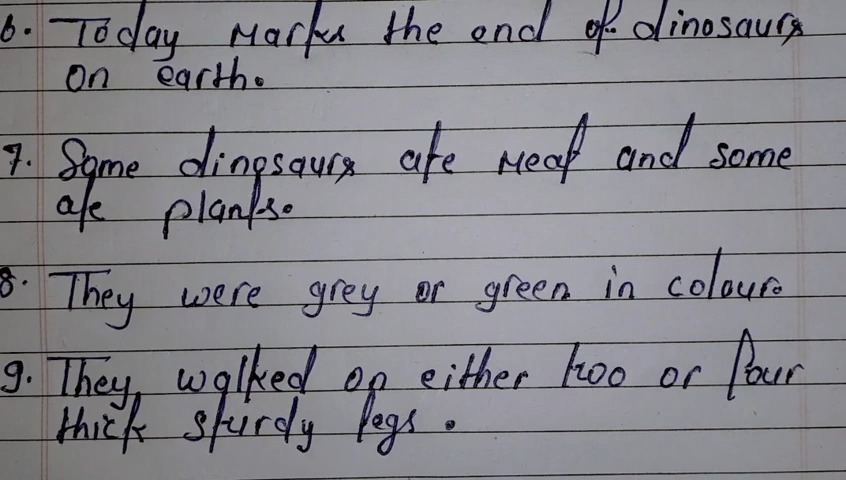 6. Today Marks the end of dinosaurs
on earth.
7. Some dinosaurs ate Meat and some
ate plants.
8. They were grey or green in colour.
9. They walked on either too or four
thick sturdy legs.